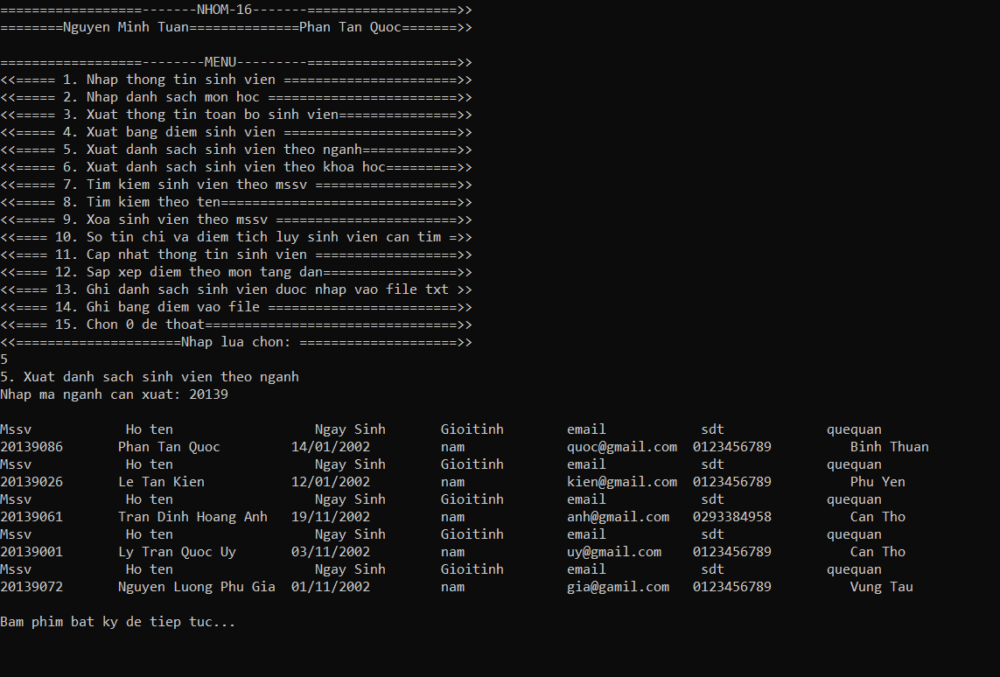 ==================-------NHOM-16-------===================>>
========Nguyen Minh Tuan==============Phan Tan Quoc=======>>
==================--------MENU---------===================>>
<<===== 1. Nhap thong tin sinh vien ======================>>
<<===== 2. Nhap danh sach mon hoc ========================>>
<<===== 3. Xuat thong tin toan bo sinh vien===============>>
<<===== 4. Xuat bang diem sinh vien ======================>>
<<===== 5. Xuat danh sach sinh vien theo nganh============>>
<<===== 6. Xuat danh sach sinh vien theo khoa hoc=========>>
<<===== 7. Tim kiem sinh vien theo mssv ==================>>
<<===== 8. Tim kiem theo ten==============================>>
<<===== 9. Xoa sinh vien theo mssv =======================>>
<<==== 10. So tin chi va diem tich luy sinh vien can tim =>>
<<==== 11. Cap nhat thong tin sinh vien ==================>>
<<==== 12. Sap xep diem theo mon tang dan=================>>
<<==== 13. Ghi danh sach sinh vien duoc nhap vao file txt >>
<<==== 14. Ghi bang diem vao file ========================>>
<<==== 15. Chon 0 de thoat================================>>
<<=====================Nhap lua chon: ====================>>
5
5. Xuat danh sach sinh vien theo nganh
Nhap ma nganh can xuat: 20139
Mssv            Ho ten                  Ngay Sinh       Gioitinh        email            sdt             quequan
20139086       Phan Tan Quoc         14/01/2002         nam             quoc@gmail.com  0123456789          Binh Thuan
Mssv            Ho ten                  Ngay Sinh       Gioitinh        email            sdt             quequan
20139026       Le Tan Kien           12/01/2002         nam             kien@gmail.com  0123456789          Phu Yen
Mssv            Ho ten                  Ngay Sinh       Gioitinh        email            sdt             quequan
20139061       Tran Dinh Hoang Anh   19/11/2002         nam             anh@gmail.com   0293384958          Can Tho
Mssv            Ho ten                  Ngay Sinh       Gioitinh        email            sdt             quequan
20139001       Ly Tran Quoc Uy       03/11/2002         nam             uy@gmail.com    0123456789          Can Tho
Mssv            Ho ten                  Ngay Sinh       Gioitinh        email            sdt             quequan
20139072       Nguyen Luong Phu Gia  01/11/2002         nam             gia@gamil.com   0123456789          Vung Tau
Bam phim bat ky de tiep tuc...